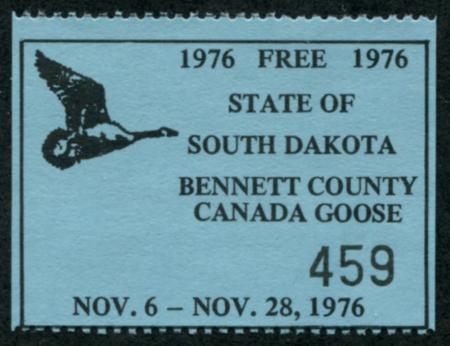 1976 FREE 1976
STATE OF
SOUTH DAKOTA
BENNETT COUNTY
CANADA GOOSE
459
NOV. 6 – NOV. 28, 1976